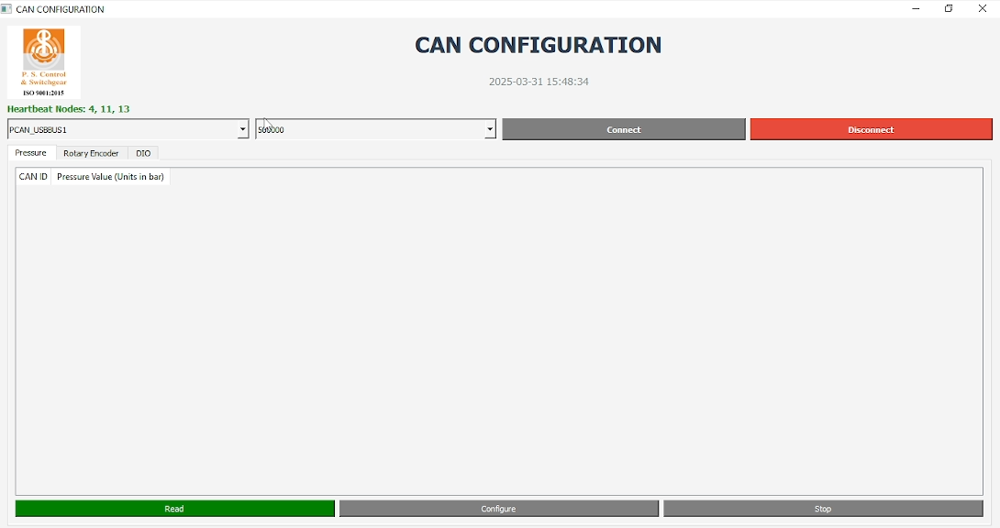 CAN CONFIGURATION
P. S. Control
& Switchgear
ISO 9001:2015
CAN CONFIGURATION
2025-03-31 15:48:34
Heartbeat Nodes: 4, 11, 13
PCAN_USBBUS1
500000
Connect
Disconnect
Pressure
Rotary Encoder
DIO
CAN ID
Pressure Value (Units in bar)
Read
Configure
Stop